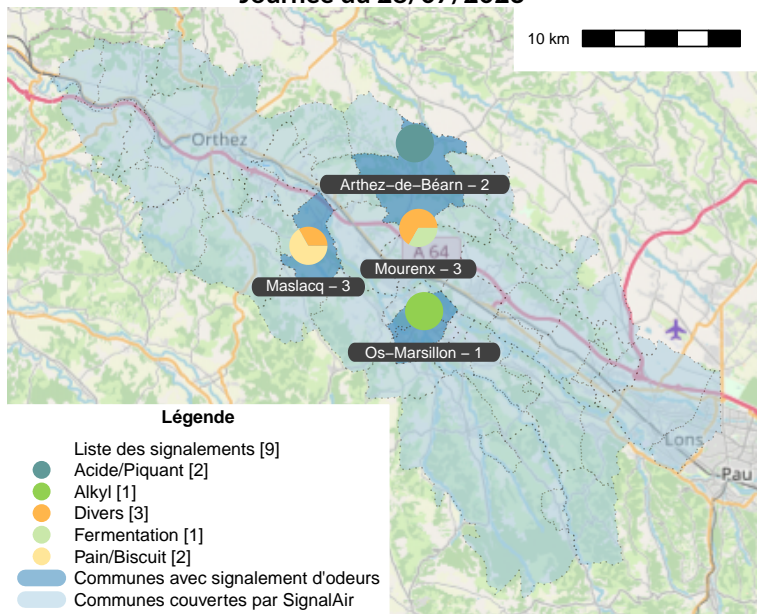 10 km
Orthez
Arthez–de–Béarn – 2
A 64
Maslacq – 3
Mourenx – 3
Os–Marsillon – 1
Légende
Liste des signalements [9]
Acide/Piquant [2]
Alkyl [1]
Divers [3]
Fermentation [1]
Pain/Biscuit [2]
Communes avec signalement d'odeurs
Communes couvertes par SignalAir
Lons
Pau